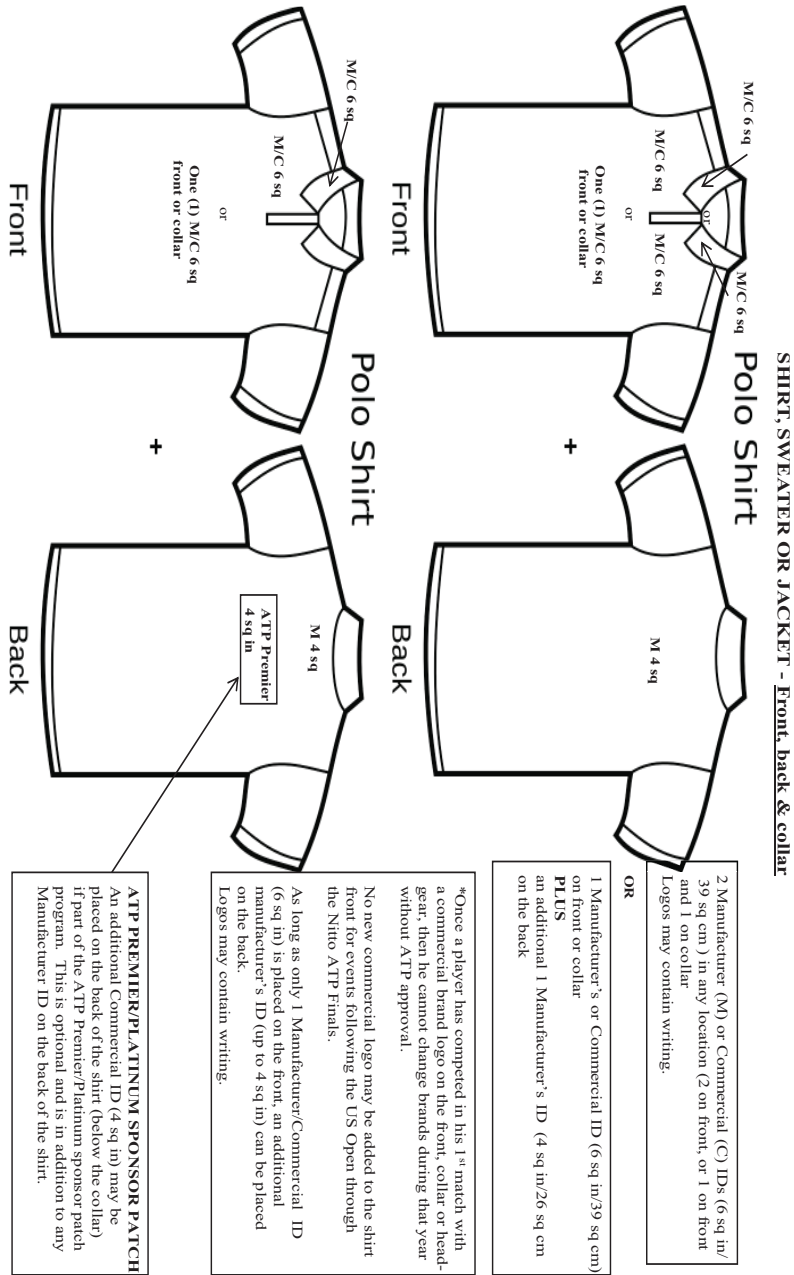 SHIRT, SWEATER OR JACKET - Front, back & collar
Polo Shirt
M/C 6 sq
M/C 6 sq
or
M/C 6 sq
M/C 6 sq
or
One (1) M/C 6 sq
front or collar
Front
+
M 4 sq
Back
2 Manufacturer (M) or Commercial (C) IDs (6 sq in/
39 sq cm ) in any location (2 on front, or 1 on front
and 1 on collar
Logos may contain writing.
OR
1 Manufacturer's or Commercial ID (6 sq in/39 sq cm)
on front or collar
PLUS
an additional 1 Manufacturer's ID (4 sq in/26 sq cm
on the back
Polo Shirt
M/C 6 sq
M/C 6 sq
or
One (1) M/C 6 sq
front or collar
Front
+
M 4 sq
ATP Premier
4 sq in
Back
*Once a player has competed in his 1st match with
a commercial brand logo on the front, collar or head-
gear, then he cannot change brands during that year
without ATP approval.
No new commercial logo may be added to the shirt
front for events following the US Open through
the Nitto ATP Finals.
As long as only 1 Manufacturer/Commercial ID
(6 sq in) is placed on the front, an additional
manufacturer's ID (up to 4 sq in) can be placed
on the back.
Logos may contain writing.
ATP PREMIER/PLATINUM SPONSOR PATCH
An additional Commercial ID (4 sq in) may be
placed on the back of the shirt (below the collar)
if part of the ATP Premier/Platinum sponsor patch
program. This is optional and is in addition to any
Manufacturer ID on the back of the shirt.